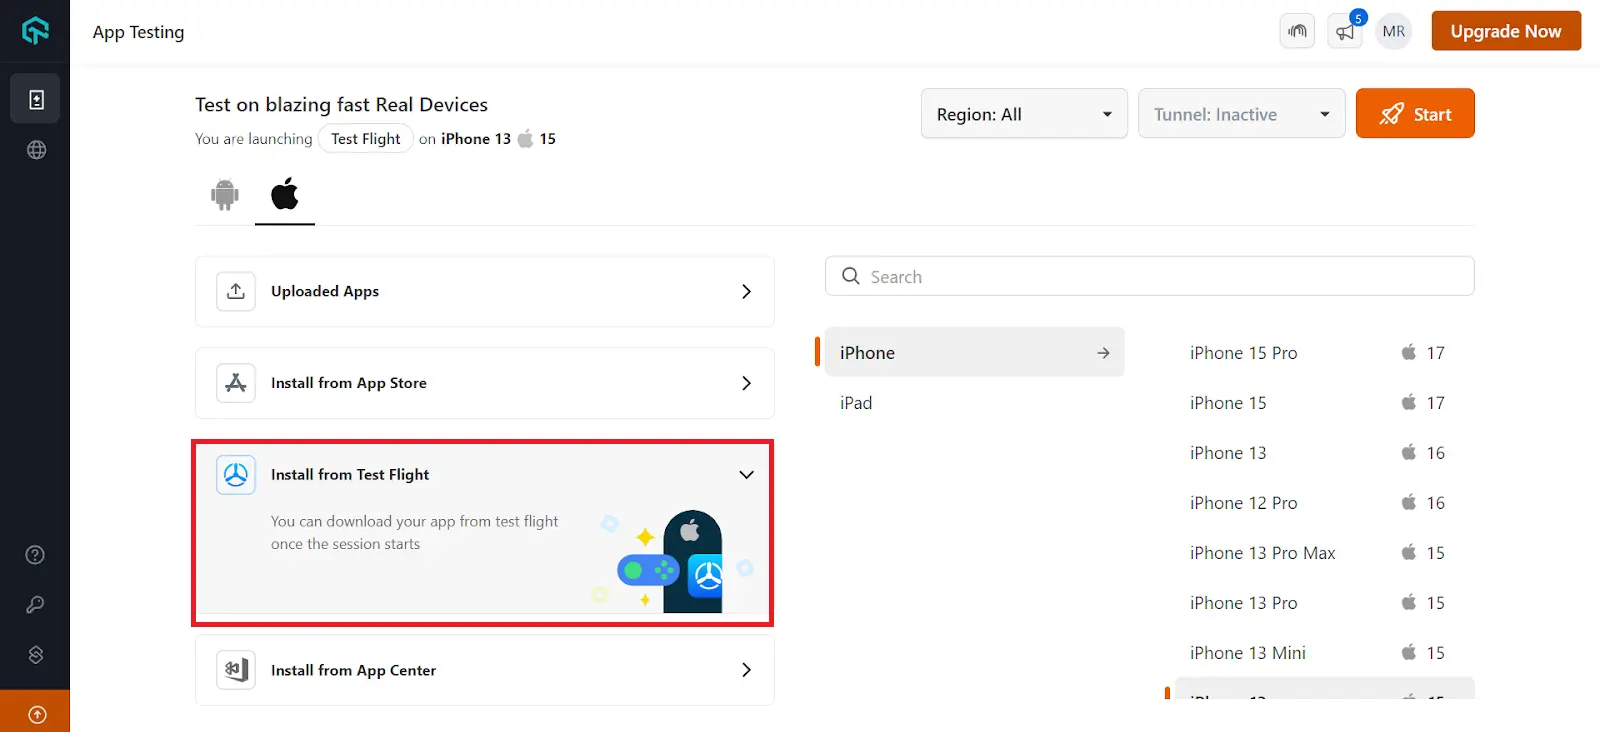 App Testing
5
MR
Upgrade Now
Test on blazing fast Real Devices
You are launching Test Flight on iPhone 13 15
Region: All
Tunnel: Inactive
Start
Uploaded Apps
Install from App Store
Install from Test Flight
You can download your app from test flight
once the session starts
Install from App Center
Search
iPhone
iPad
iPhone 15 Pro 17
iPhone 15 17
iPhone 13 16
iPhone 12 Pro 16
iPhone 13 Pro Max 15
iPhone 13 Pro 15
iPhone 13 Mini 15
iPhone 13 15